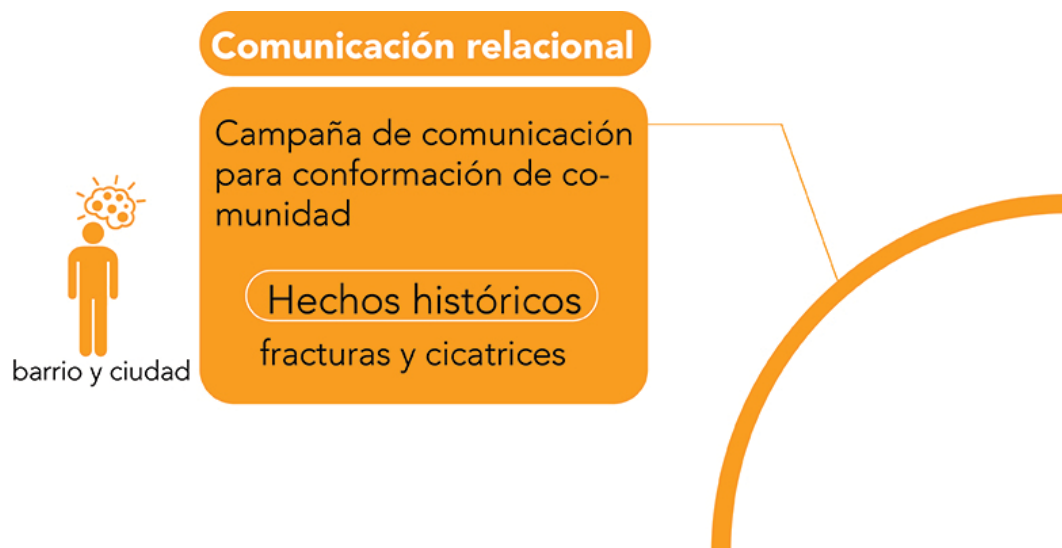 Comunicación relacional
Campaña de comunicación
para conformación de co-
munidad
Hechos históricos
fracturas y cicatrices
barrio y ciudad